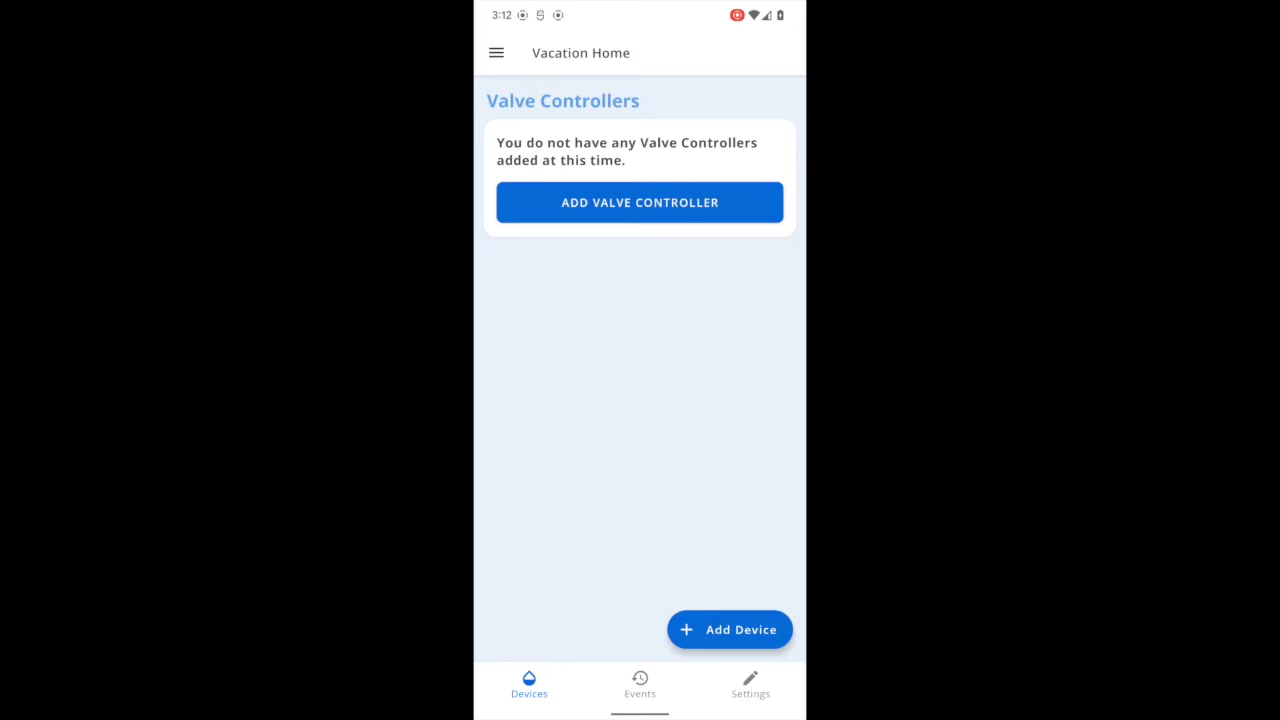 3:12
Vacation Home
Valve Controllers
You do not have any Valve Controllers
added at this time.
ADD VALVE CONTROLLER
+ Add Device
Devices
Events
Settings